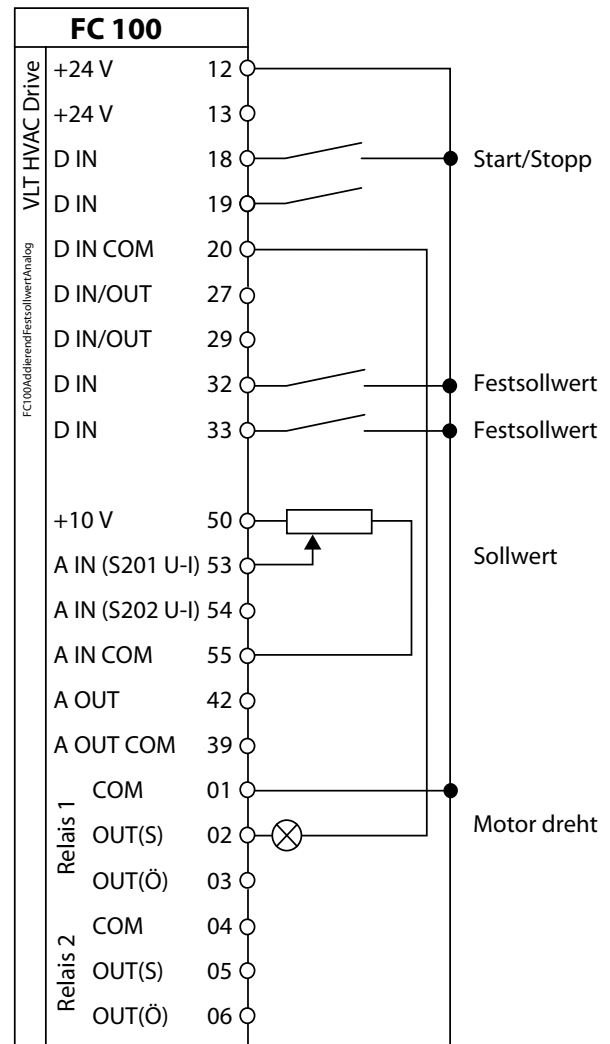 FC 100
VLT HVAC Drive
FC100AddierendFestsollwertAnalog
+24 V 12
+24 V 13
D IN 18 Start/Stopp
D IN 19
D IN COM 20
D IN/OUT 27
D IN/OUT 29
D IN 32 Festsollwert
D IN 33 Festsollwert
+10 V 50
A IN (S201 U-I) 53 Sollwert
A IN (S202 U-I) 54
A IN COM 55
A OUT 42
A OUT COM 39
Relais 1
COM 01
OUT(S) 02 Motor dreht
OUT(Ö) 03
Relais 2
COM 04
OUT(S) 05
OUT(Ö) 06